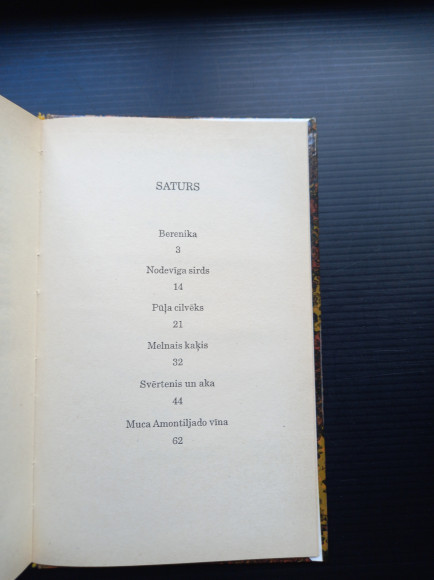 SATURS
Berenika
3
Nodevīga sirds
14
Pūļa cilvēks
21
Melnais kaķis
32
Svērtenis un aka
44
Muca Amontiljado vīna
62